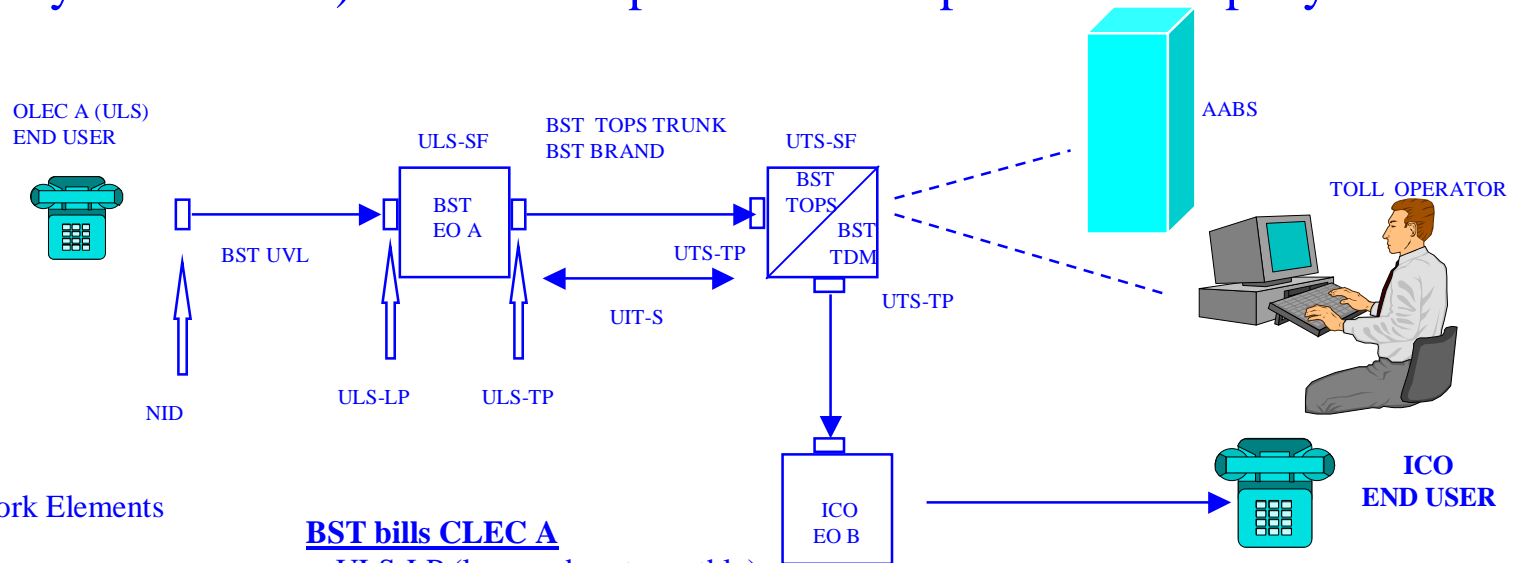 OLEC A (ULS)
END USER
ULS-SF
BST TOPS TRUNK
BST BRAND
UTS-SF
AABS
BST
TOPS
BST
TDM
BST
EO A
TOLL OPERATOR
BST UVL
UTS-TP
UIT-S
UTS-TP
NID
ULS-LP
ULS-TP
ICO
END USER
ork Elements
ICO
EO B
BST bills CLEC A